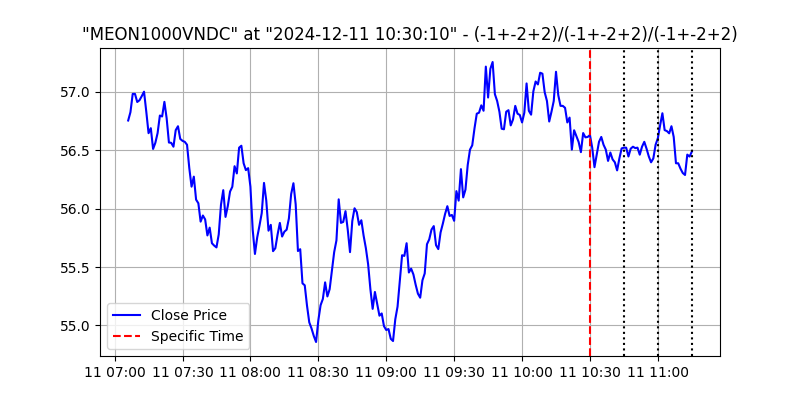 "MEON1000VNDC" at "2024-12-11 10:30:10" - (-1+-2+2)/(-1+-2+2)/(-1+-2+2)
57.0
56.5
56.0
55.5
55.0
Close Price
Specific Time
11 07:00 11 07:30 11 08:00 11 08:30 11 09:00 11 09:30 11 10:00 11 10:30 11 11:00